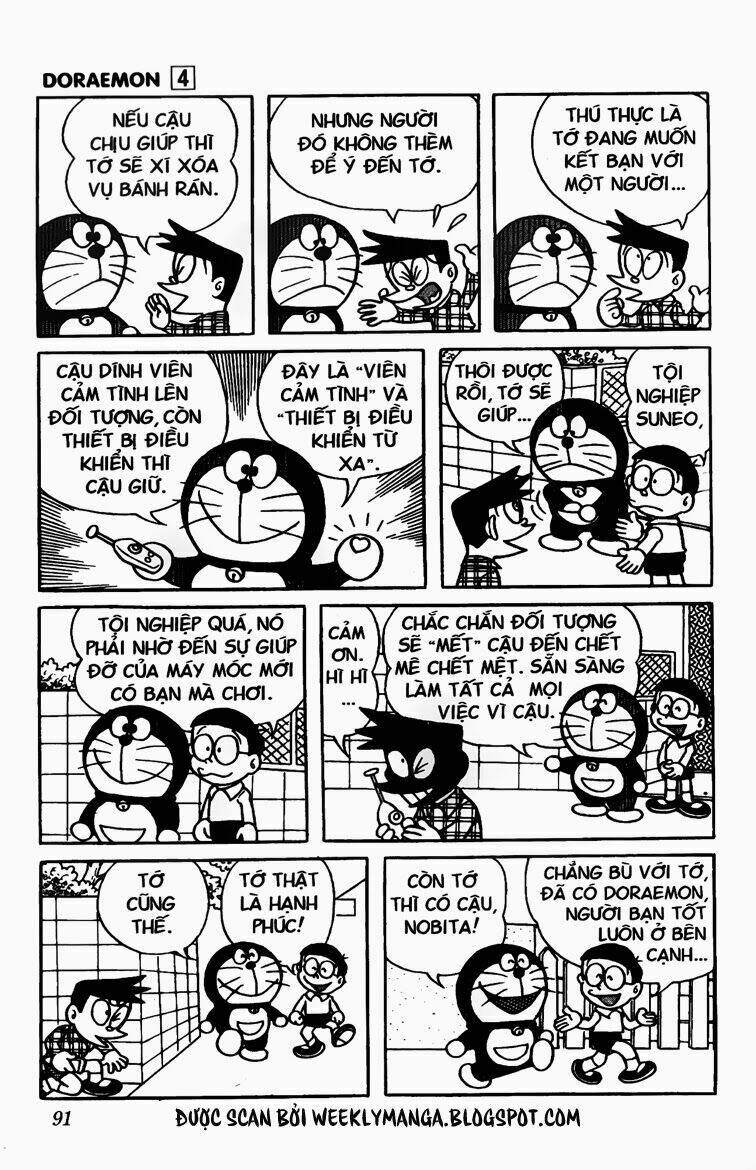 DORAEMON 4
THÚ THỰC LÀ
TỚ ĐANG MUỐN
KẾT BẠN VỚI
MỘT NGƯỜI...
NHƯNG NGƯỜI
ĐÓ KHÔNG THÈM
ĐỂ Ý ĐẾN TỚ.
NẾU CẬU
CHỊU GIÚP THÌ
TỚ SẼ XÍ XÓA
VỤ BÁNH RÁN.
TỘI
NGHIỆP
SUNEO,
THÔI ĐƯỢC
RỒI, TỚ SẼ
GIÚP...
ĐÂY LÀ "VIÊN
CẢM TÌNH" VÀ
"THIẾT BỊ ĐIỀU
KHIỂN TỪ
XA".
CẬU DÍNH VIÊN
CẢM TÌNH LÊN
ĐỐI TƯỢNG, CÒN
THIẾT BỊ ĐIỀU
KHIỂN THÌ
CẬU GIỮ.
CHẮC CHẮN ĐỐI TƯỢNG
SẼ "MẾT" CẬU ĐẾN CHẾT
MÊ CHẾT MỆT. SẴN SÀNG
LÀM TẤT CẢ MỌI
VIỆC VÌ CẬU.
CẢM
ƠN.
HÌ HÌ
...
TỘI NGHIỆP QUÁ, NÓ
PHẢI NHỜ ĐẾN SỰ GIÚP
ĐỠ CỦA MÁY MÓC MỚI
CÓ BẠN MÀ CHƠI.
CHẲNG BÙ VỚI TỚ,
ĐÃ CÓ DORAEMON,
NGƯỜI BẠN TỐT
LUÔN Ở BÊN
CẠNH...
CÒN TỚ
THÌ CÓ CẬU,
NOBITA!
TỚ THẬT
LÀ HẠNH
PHÚC!
TỚ
CŨNG
THẾ.
91
ĐƯỢC SCAN BỞI WEEKLYMANGA.BLOGSPOT.COM